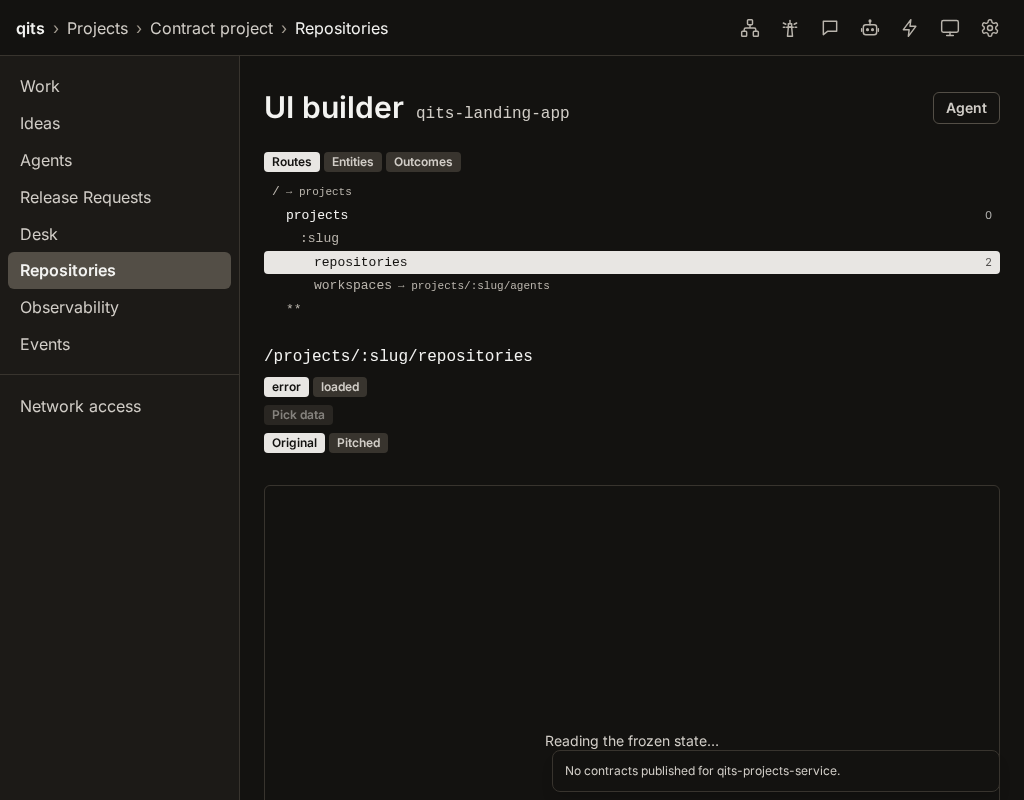 qits › Projects › Contract project › Repositories
Work
Ideas
Agents
Release Requests
Desk
Repositories
Observability
Events
Network access
UI builder qits-landing-app
Agent
Routes Entities Outcomes
/ → projects
projects 0
:slug
repositories 2
workspaces → projects/:slug/agents
**
/projects/:slug/repositories
error loaded
Pick data
Original Pitched
Reading the frozen state…
No contracts published for qits-projects-service.